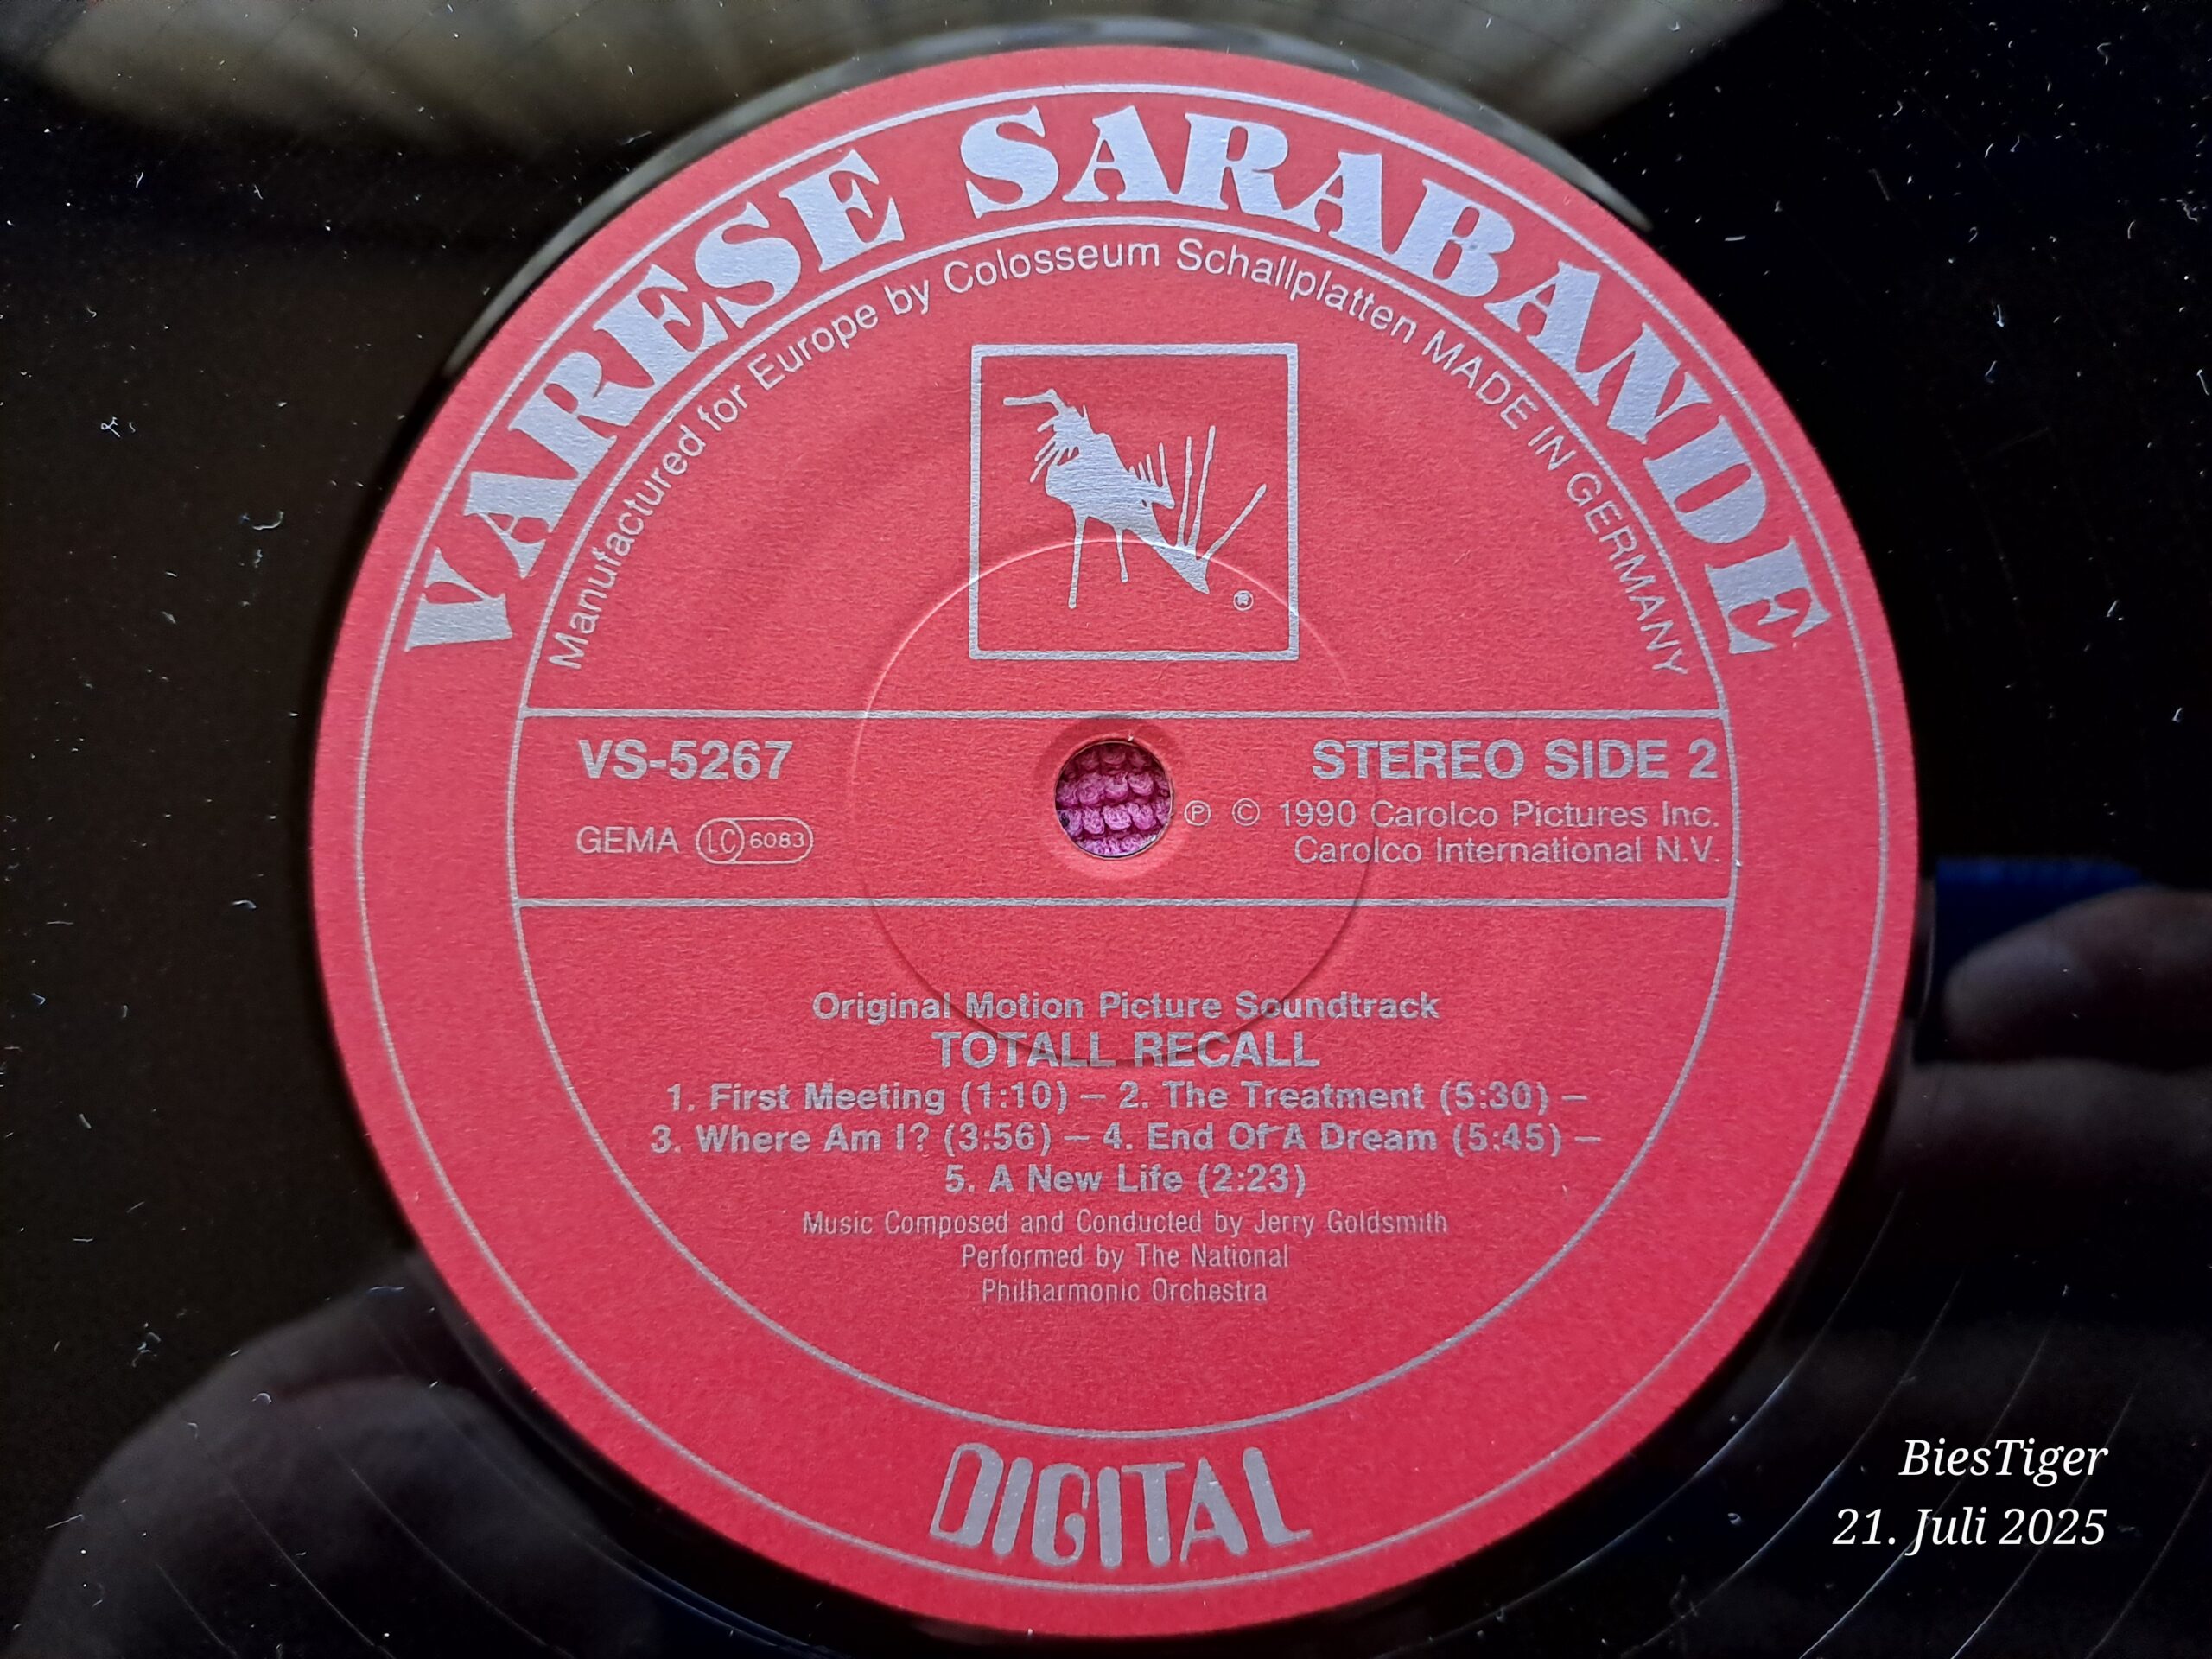 VARESE SARABANDE
Manufactured for Europe by Colosseum Schallplatten MADE IN GERMANY
®
VS-5267
STEREO SIDE 2
GEMA LC 6083
℗ © 1990 Carolco Pictures Inc.
Carolco International N.V.
Original Motion Picture Soundtrack
TOTALL RECALL
1. First Meeting (1:10) – 2. The Treatment (5:30) –
3. Where Am I? (3:56) – 4. End Of A Dream (5:45) –
5. A New Life (2:23)
Music Composed and Conducted by Jerry Goldsmith
Performed by The National
Philharmonic Orchestra
DIGITAL
BiesTiger
21. Juli 2025